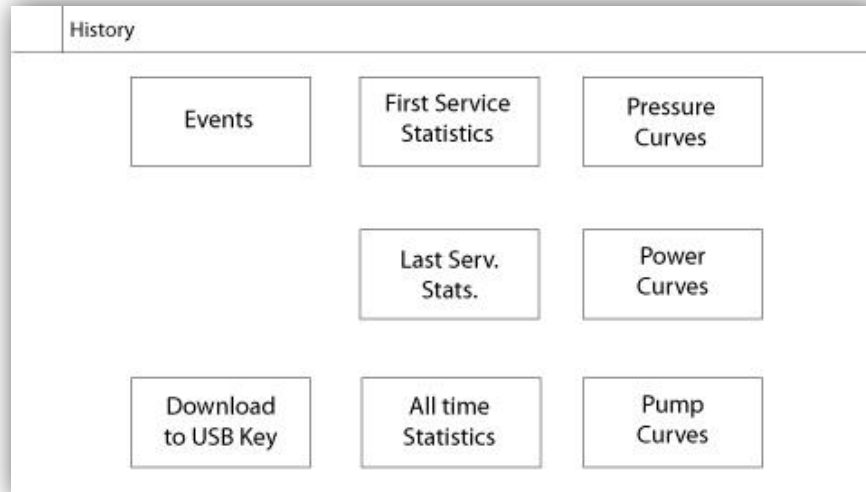 History
Events
First Service
Statistics
Pressure
Curves
Last Serv.
Stats.
Power
Curves
Download
to USB Key
All time
Statistics
Pump
Curves